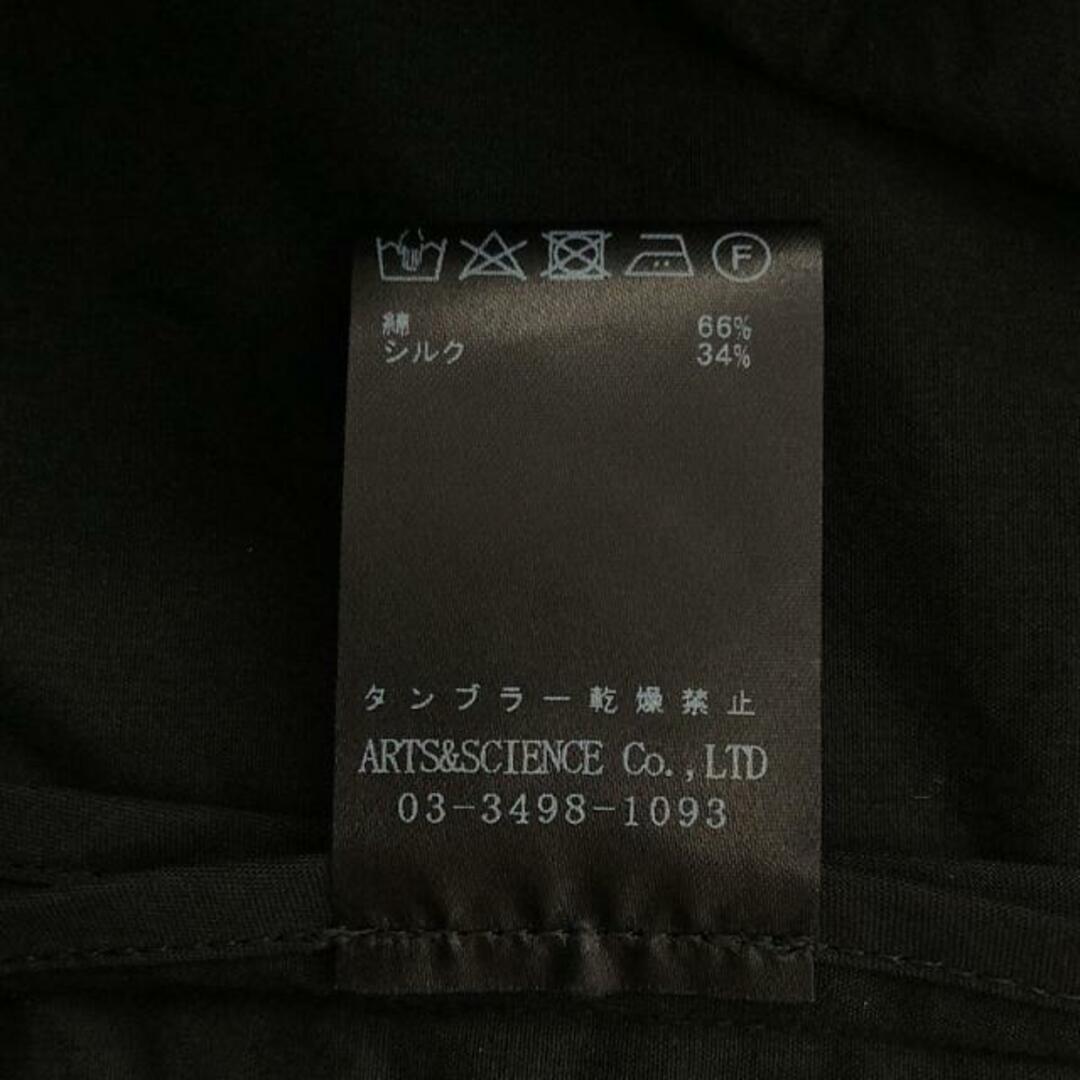 F
綿 66%
シルク 34%
タンブラー乾燥禁止
ARTS&SCIENCE Co.,LTD
03-3498-1093